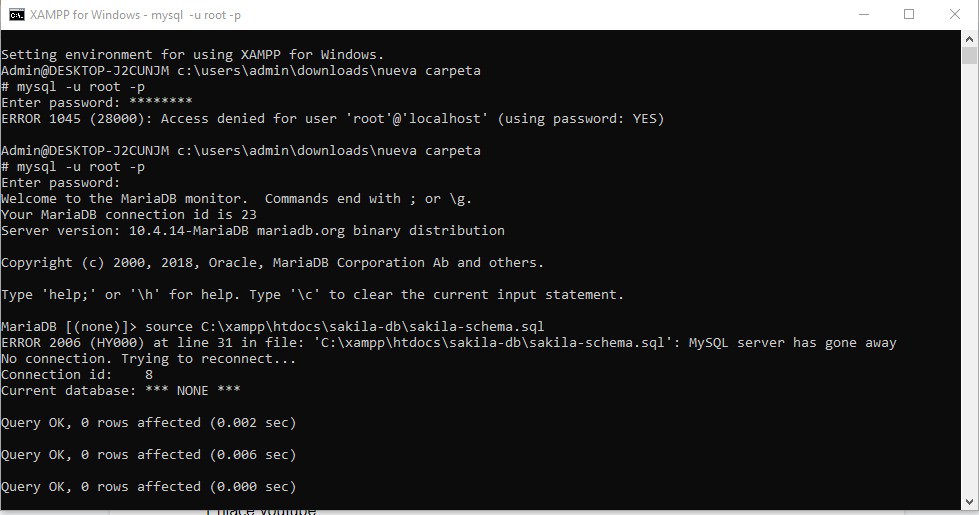 XAMPP for Windows - mysql -u root -p
Setting environment for using XAMPP for Windows.
Admin@DESKTOP-J2CUNJM c:\users\admin\downloads\nueva carpeta
# mysql -u root -p
Enter password: ********
ERROR 1045 (28000): Access denied for user 'root'@'localhost' (using password: YES)
Admin@DESKTOP-J2CUNJM c:\users\admin\downloads\nueva carpeta
# mysql -u root -p
Enter password:
Welcome to the MariaDB monitor.  Commands end with ; or \g.
Your MariaDB connection id is 23
Server version: 10.4.14-MariaDB mariadb.org binary distribution
Copyright (c) 2000, 2018, Oracle, MariaDB Corporation Ab and others.
Type 'help;' or '\h' for help. Type '\c' to clear the current input statement.
MariaDB [(none)]> source C:\xampp\htdocs\sakila-db\sakila-schema.sql
ERROR 2006 (HY000) at line 31 in file: 'C:\xampp\htdocs\sakila-db\sakila-schema.sql': MySQL server has gone away
No connection. Trying to reconnect...
Connection id:    8
Current database: *** NONE ***
Query OK, 0 rows affected (0.002 sec)
Query OK, 0 rows affected (0.006 sec)
Query OK, 0 rows affected (0.000 sec)